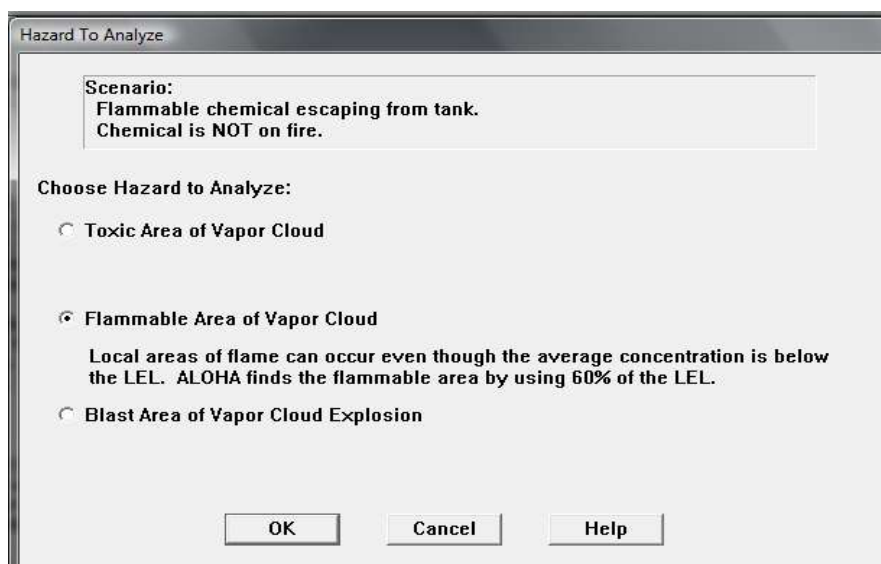 Hazard To Analyze
Scenario:
Flammable chemical escaping from tank.
Chemical is NOT on fire.
Choose Hazard to Analyze:
Toxic Area of Vapor Cloud
Flammable Area of Vapor Cloud
Local areas of flame can occur even though the average concentration is below
the LEL. ALOHA finds the flammable area by using 60% of the LEL.
Blast Area of Vapor Cloud Explosion
OK Cancel Help